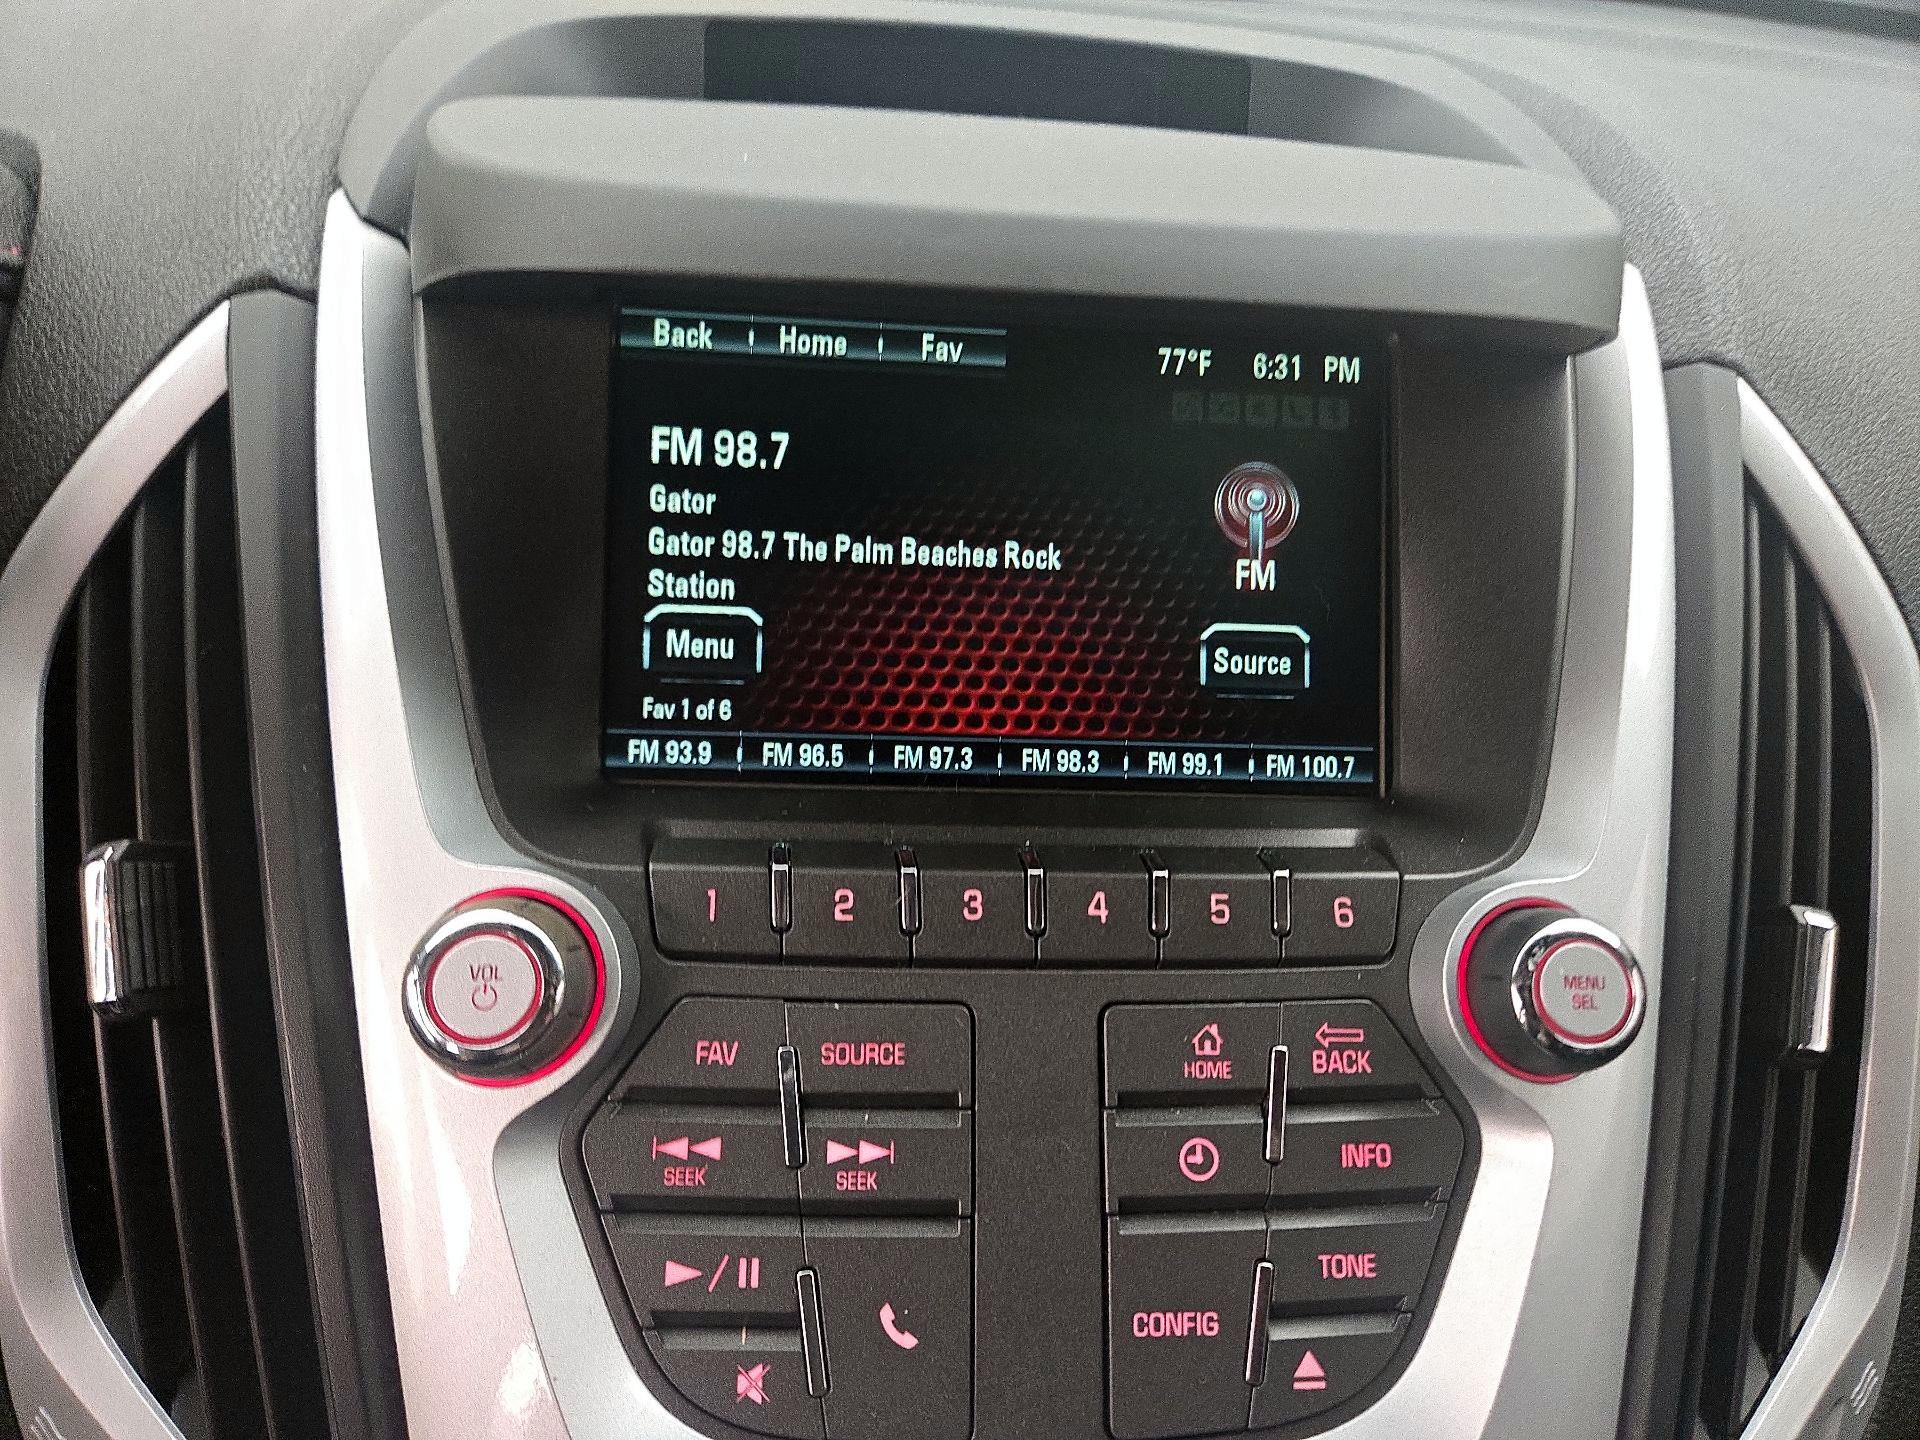 Back Home Fav
77°F 6:31 PM
FM 98.7
Gator
Gator 98.7 The Palm Beaches Rock
Station
FM
Menu
Source
Fav 1 of 6
FM 93.9 FM 96.5 FM 97.3 FM 98.3 FM 99.1 FM 100.7
1 2 3 4 5 6
VOL
MENU
SEL
FAV SOURCE
HOME
BACK
SEEK
SEEK
INFO
TONE
CONFIG